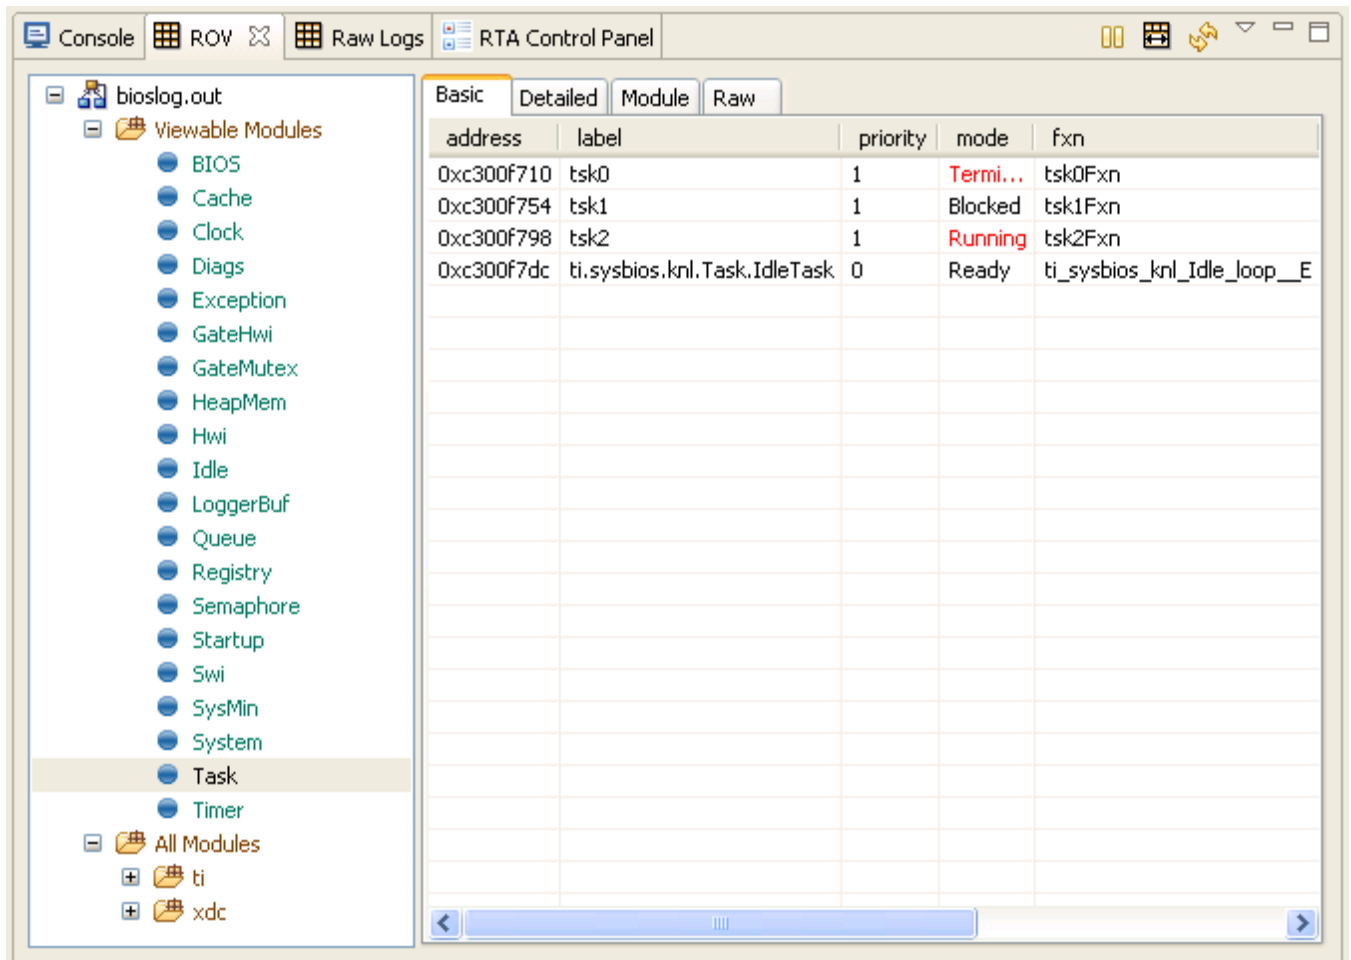 Console ROV Raw Logs RTA Control Panel
bioslog.out
Viewable Modules
BIOS
Cache
Clock
Diags
Exception
GateHwi
GateMutex
HeapMem
Hwi
Idle
LoggerBuf
Queue
Registry
Semaphore
Startup
Swi
SysMin
System
Task
Timer
All Modules
ti
xdc
Basic Detailed Module Raw
address label priority mode fxn
0xc300f710 tsk0 1 Termi... tsk0Fxn
0xc300f754 tsk1 1 Blocked tsk1Fxn
0xc300f798 tsk2 1 Running tsk2Fxn
0xc300f7dc ti.sysbios.knl.Task.IdleTask 0 Ready ti_sysbios_knl_Idle_loop__E